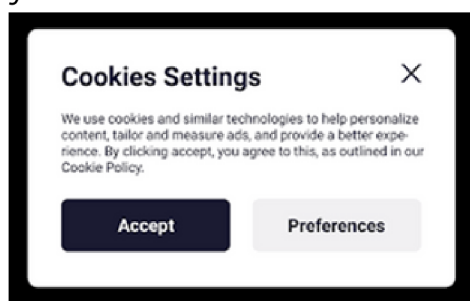 Cookies Settings
We use cookies and similar technologies to help personalize
content, tailor and measure ads, and provide a better expe-
rience. By clicking accept, you agree to this, as outlined in our
Cookie Policy.
Accept Preferences